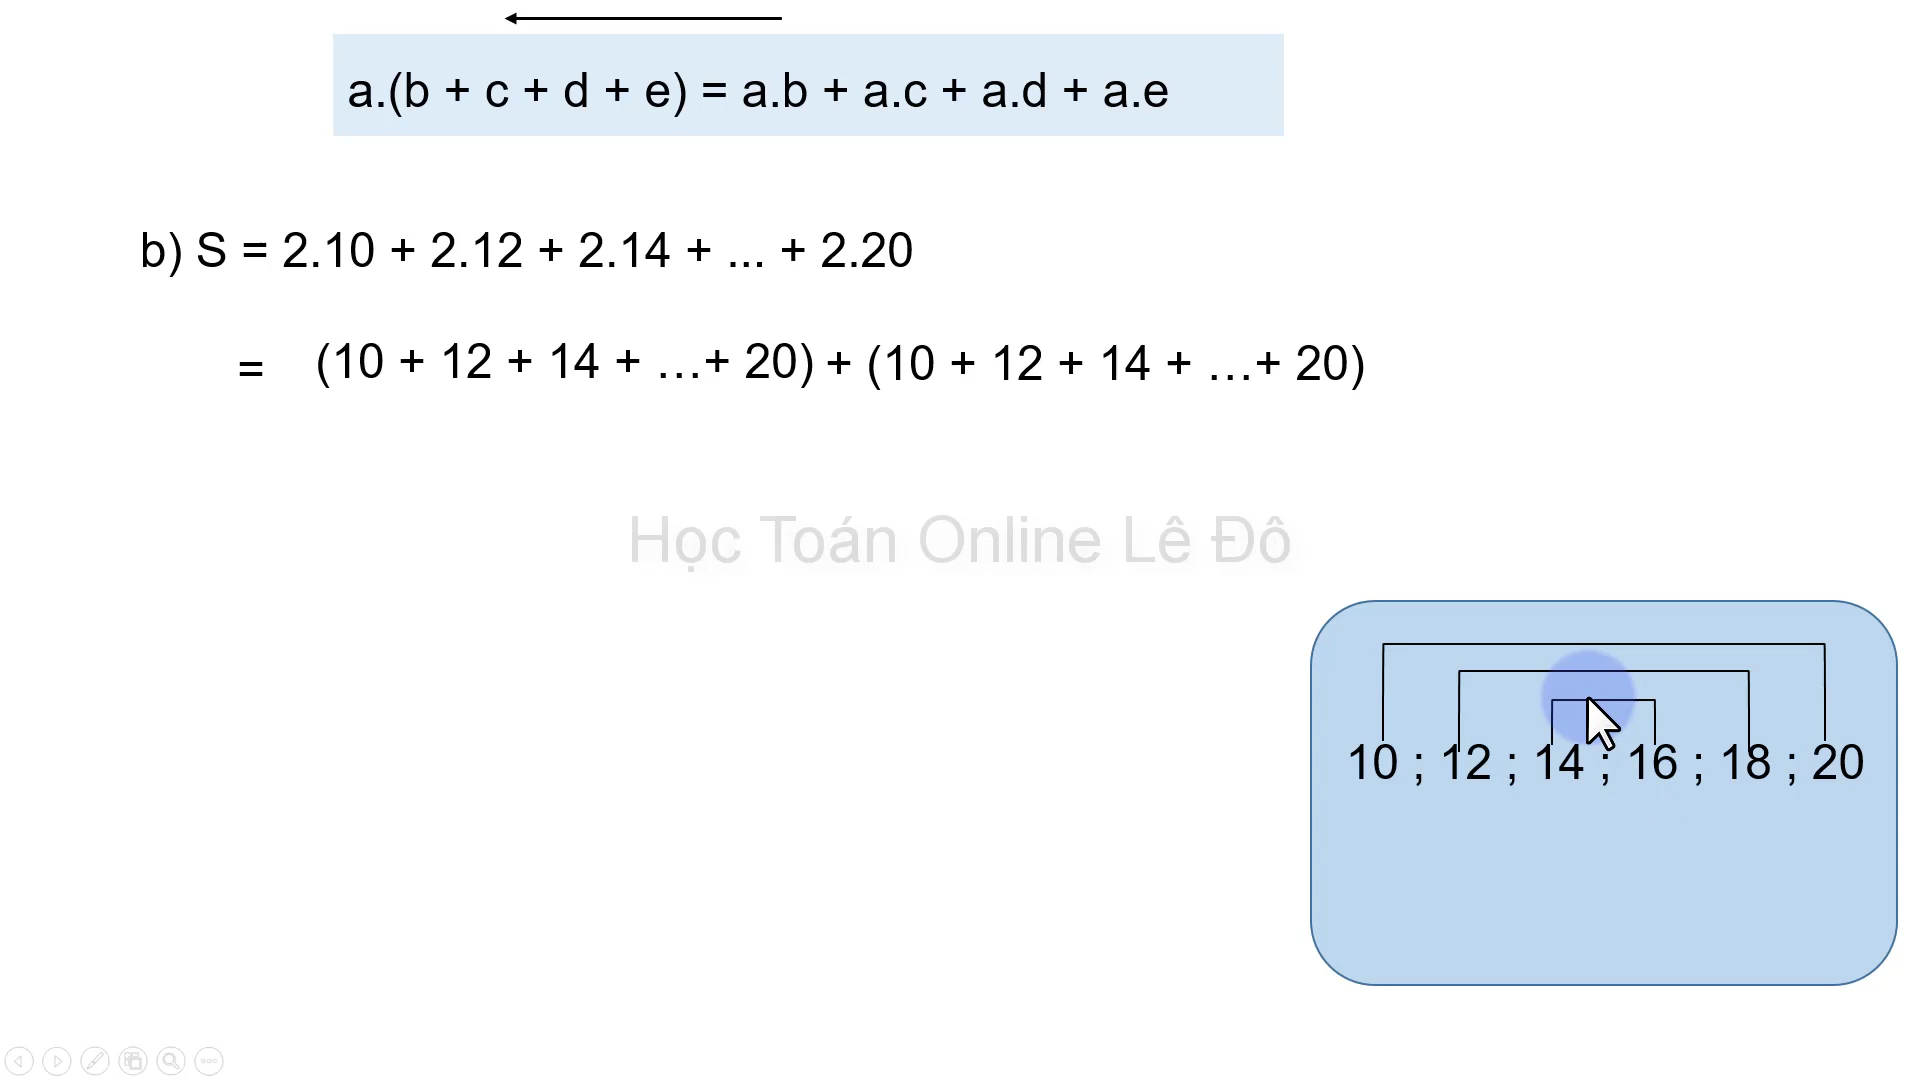 a.(b + c + d + e) = a.b + a.c + a.d + a.e
b) S = 2.10 + 2.12 + 2.14 + ... + 2.20
= (10 + 12 + 14 + …+ 20) + (10 + 12 + 14 + …+ 20)
Học Toán Online Lê Đô
10 ; 12 ; 14 ; 16 ; 18 ; 20